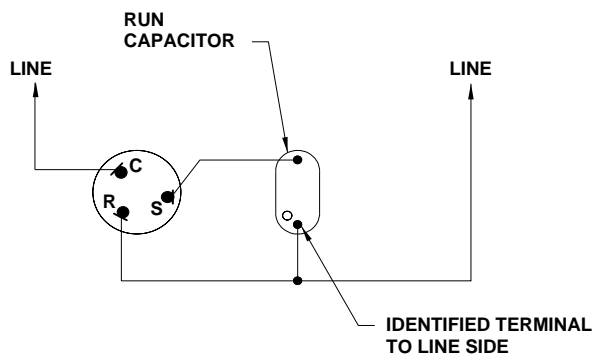 RUN
CAPACITOR
LINE
LINE
C
R
S
IDENTIFIED TERMINAL
TO LINE SIDE